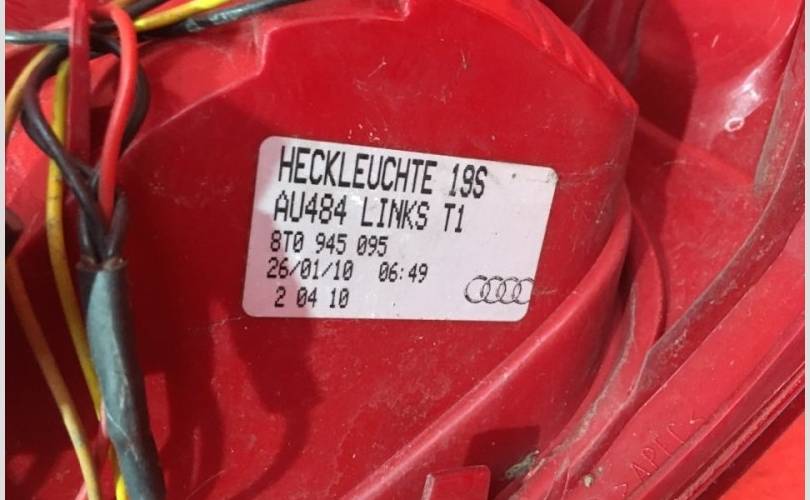 HECKLEUCHTE 19S
AU484 LINKS T1
8T0 945 095
26/01/10 06:49
2 04 10